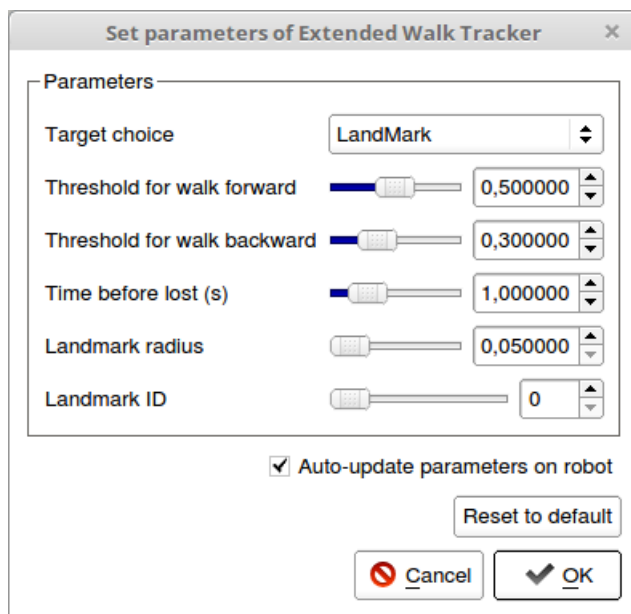 Set parameters of Extended Walk Tracker
Parameters
Target choice LandMark
Threshold for walk forward 0,500000
Threshold for walk backward 0,300000
Time before lost (s) 1,000000
Landmark radius 0,050000
Landmark ID 0
Auto-update parameters on robot
Reset to default
Cancel OK